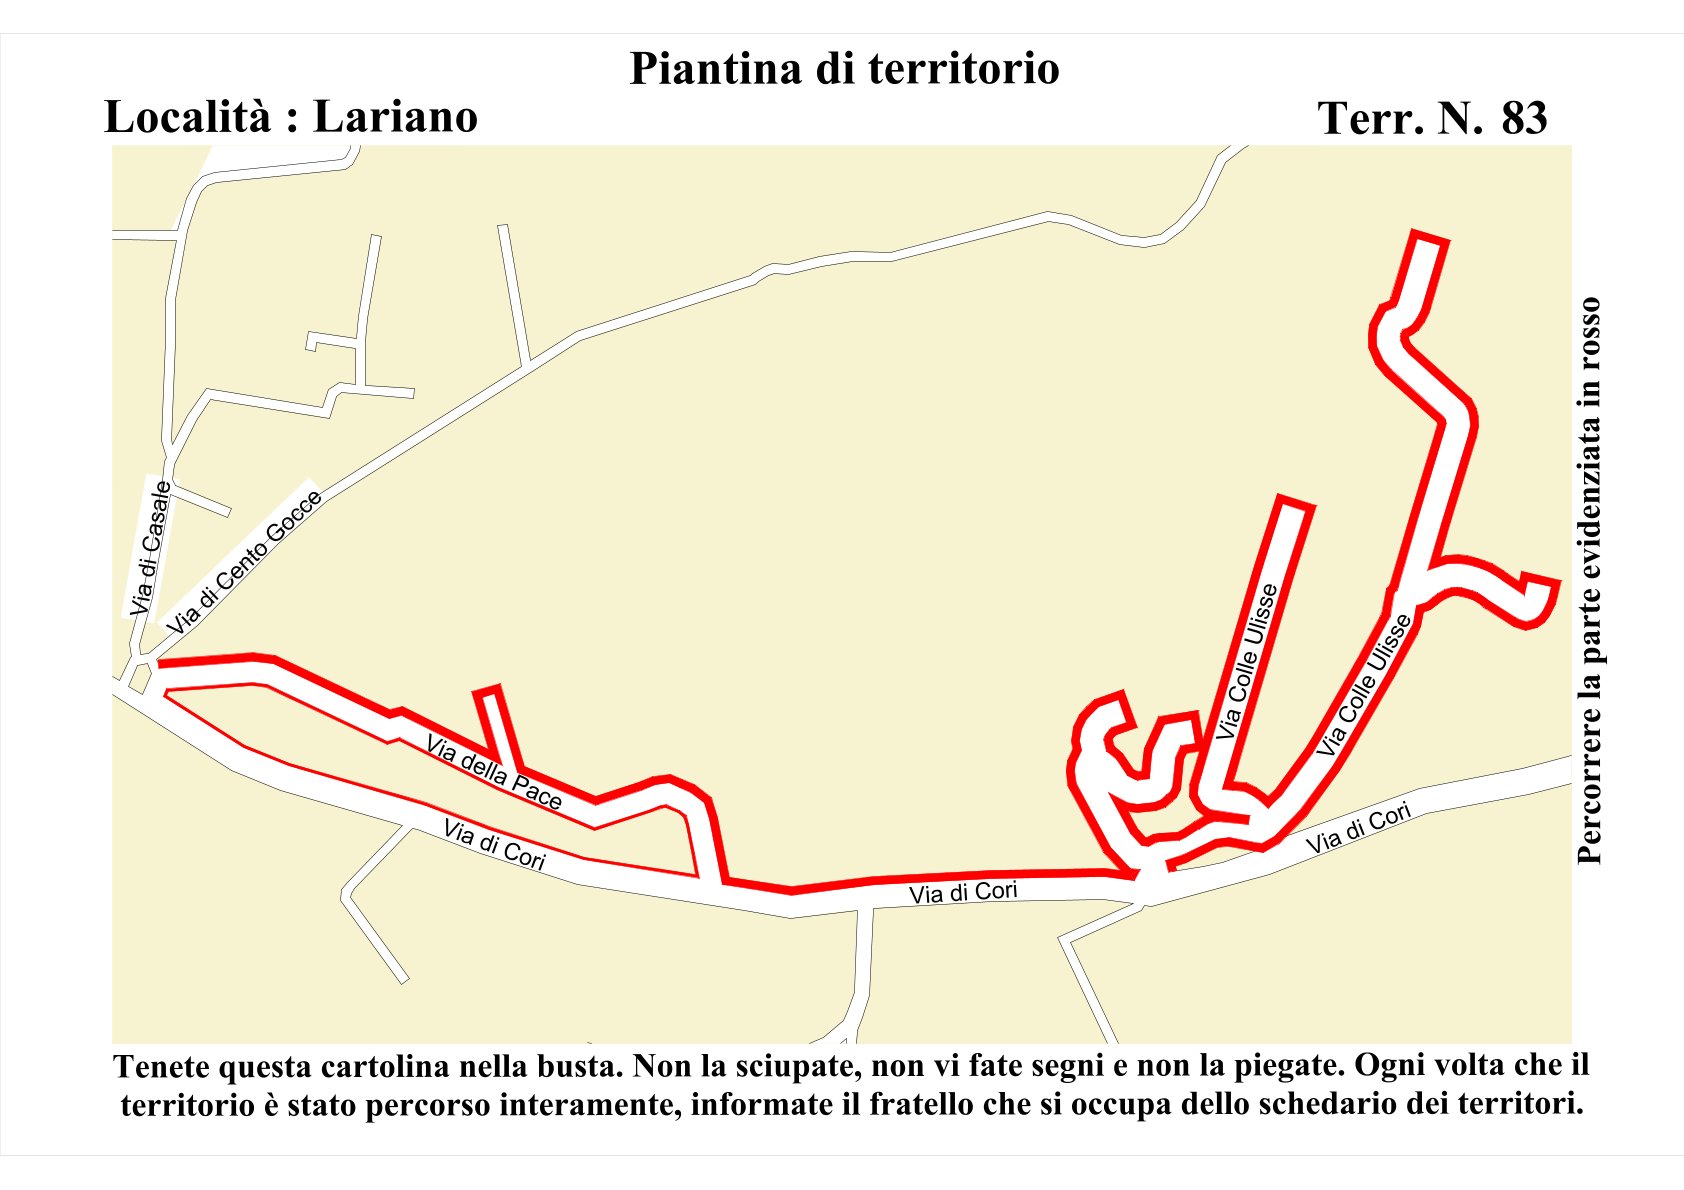 Piantina di territorio
Località : Lariano
Terr. N. 83
Via di Casale
Via di Cento Gocce
Via della Pace
Via di Cori
Via di Cori
Via Colle Ulisse
Via Colle Ulisse
Via di Cori
Percorrere la parte evidenziata in rosso
Tenete questa cartolina nella busta. Non la sciupate, non vi fate segni e non la piegate. Ogni volta che il
territorio è stato percorso interamente, informate il fratello che si occupa dello schedario dei territori.